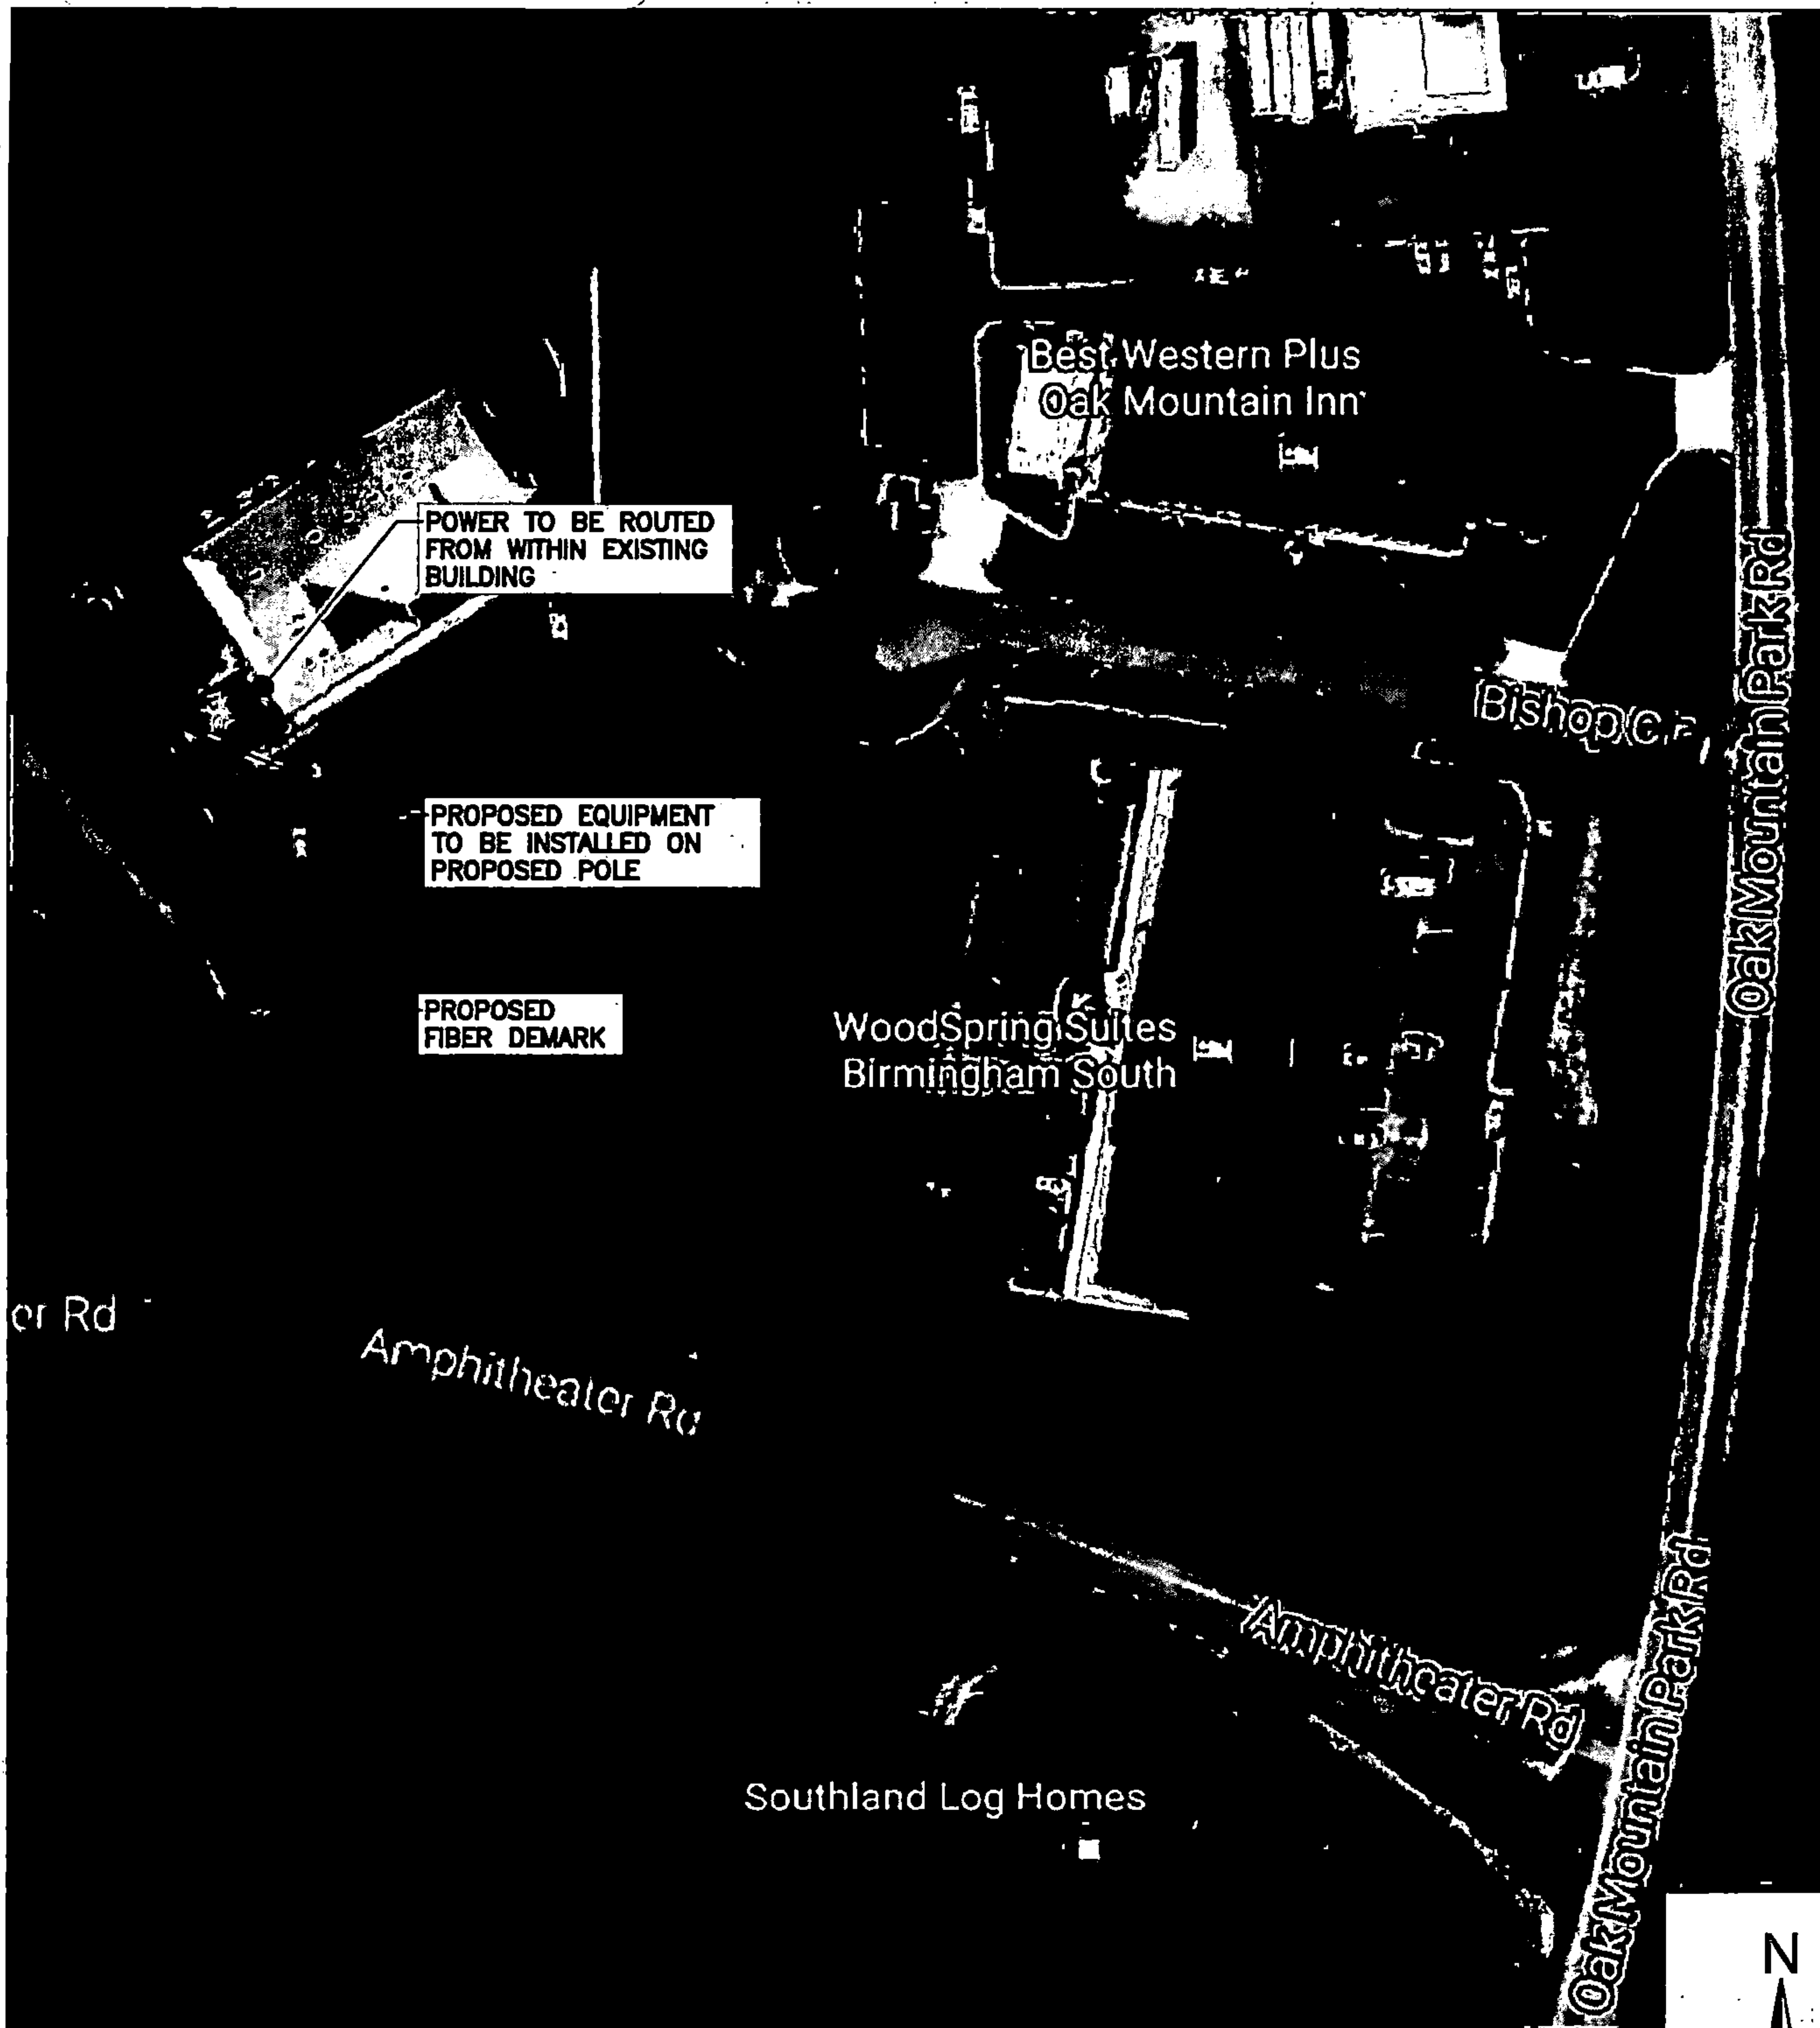 Best Western Plus
Oak Mountain Inn
POWER TO BE ROUTED
FROM WITHIN EXISTING
BUILDING
Oak Mountain Park Rd
Bishop Cir
PROPOSED EQUIPMENT
TO BE INSTALLED ON
PROPOSED POLE
PROPOSED
FIBER DEMARK
WoodSpring Suites
Birmingham South
er Rd
Amphitheater Rd
Amphitheater Rd
Oak Mountain Park Rd
Southland Log Homes
N